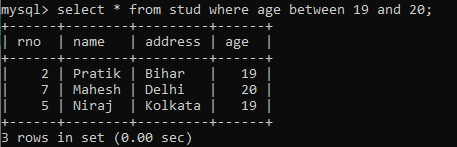 mysql> select * from stud where age between 19 and 20;
+------+--------+---------+------+
| rno  | name   | address | age  |
+------+--------+---------+------+
|    2 | Pratik | Bihar   |   19 |
|    7 | Mahesh | Delhi   |   20 |
|    5 | Niraj  | Kolkata |   19 |
+------+--------+---------+------+
3 rows in set (0.00 sec)